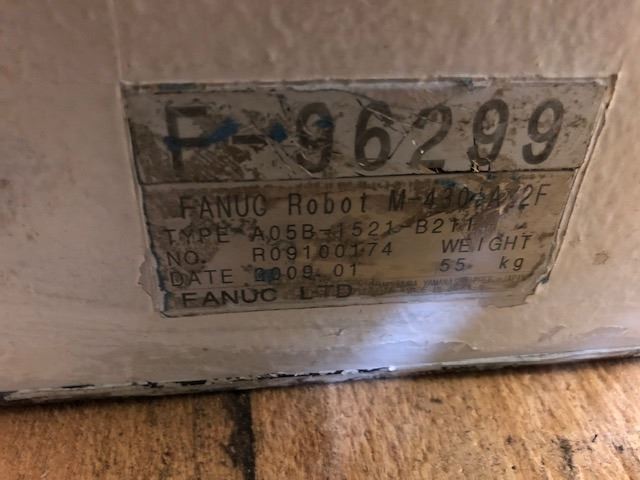 F-96299
FANUC Robot M-430iA/2F
TYPE A05B-1521-B211
NO. R09100174 WEIGHT
DATE 2009.01 55 kg
FANUC LTD